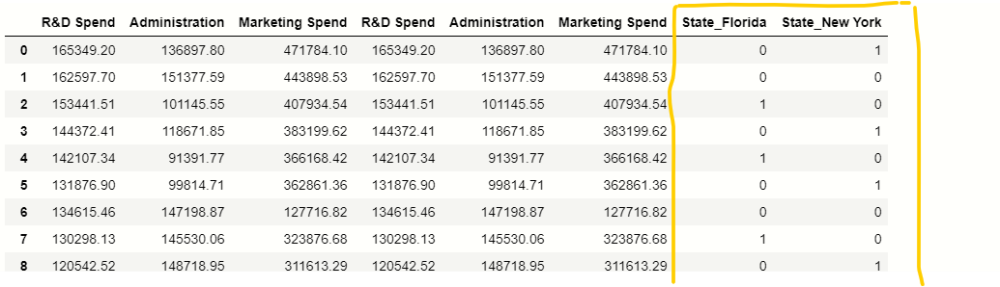 R&D Spend Administration Marketing Spend R&D Spend Administration Marketing Spend State_Florida State_New York
0 165349.20 136897.80 471784.10 165349.20 136897.80 471784.10 0 1
1 162597.70 151377.59 443898.53 162597.70 151377.59 443898.53 0 0
2 153441.51 101145.55 407934.54 153441.51 101145.55 407934.54 1 0
3 144372.41 118671.85 383199.62 144372.41 118671.85 383199.62 0 1
4 142107.34 91391.77 366168.42 142107.34 91391.77 366168.42 1 0
5 131876.90 99814.71 362861.36 131876.90 99814.71 362861.36 0 1
6 134615.46 147198.87 127716.82 134615.46 147198.87 127716.82 0 0
7 130298.13 145530.06 323876.68 130298.13 145530.06 323876.68 1 0
8 120542.52 148718.95 311613.29 120542.52 148718.95 311613.29 0 1